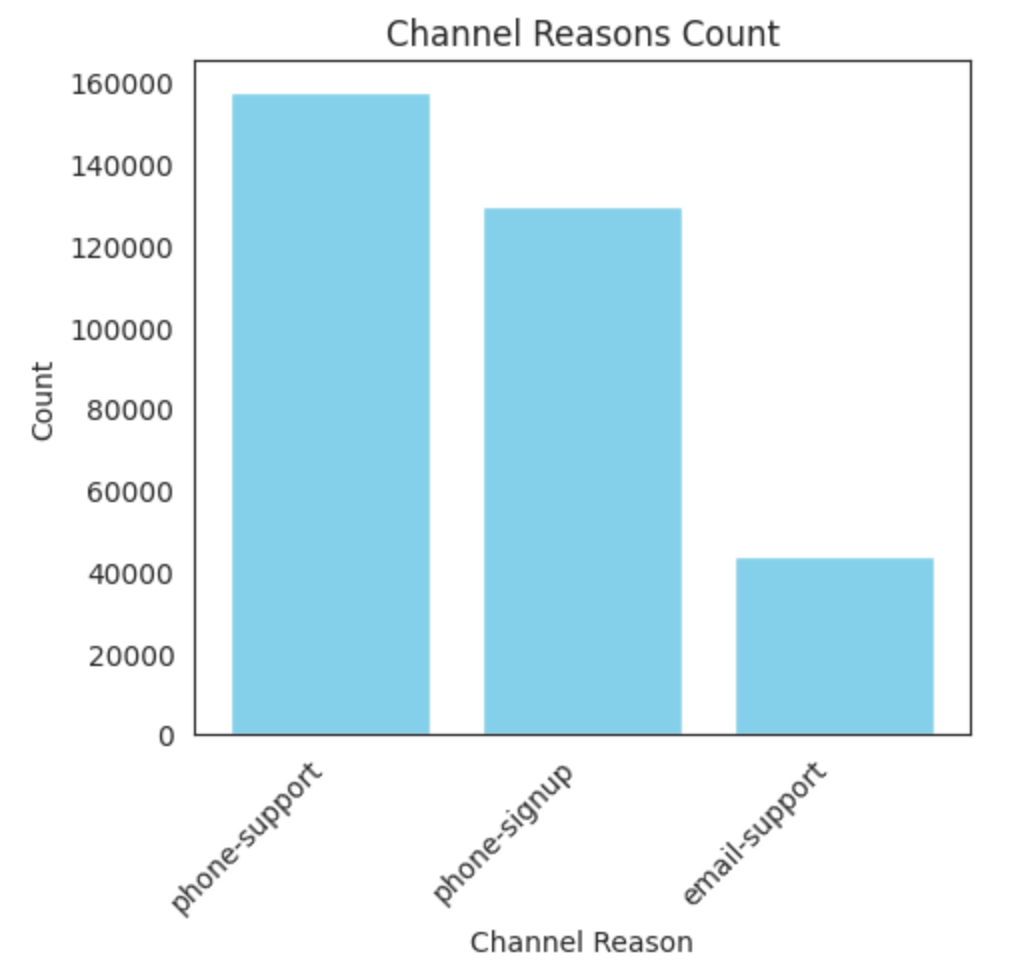 Channel Reasons Count
160000
140000
120000
100000
80000
60000
40000
20000
0
Count
phone-support
phone-signup
email-support
Channel Reason